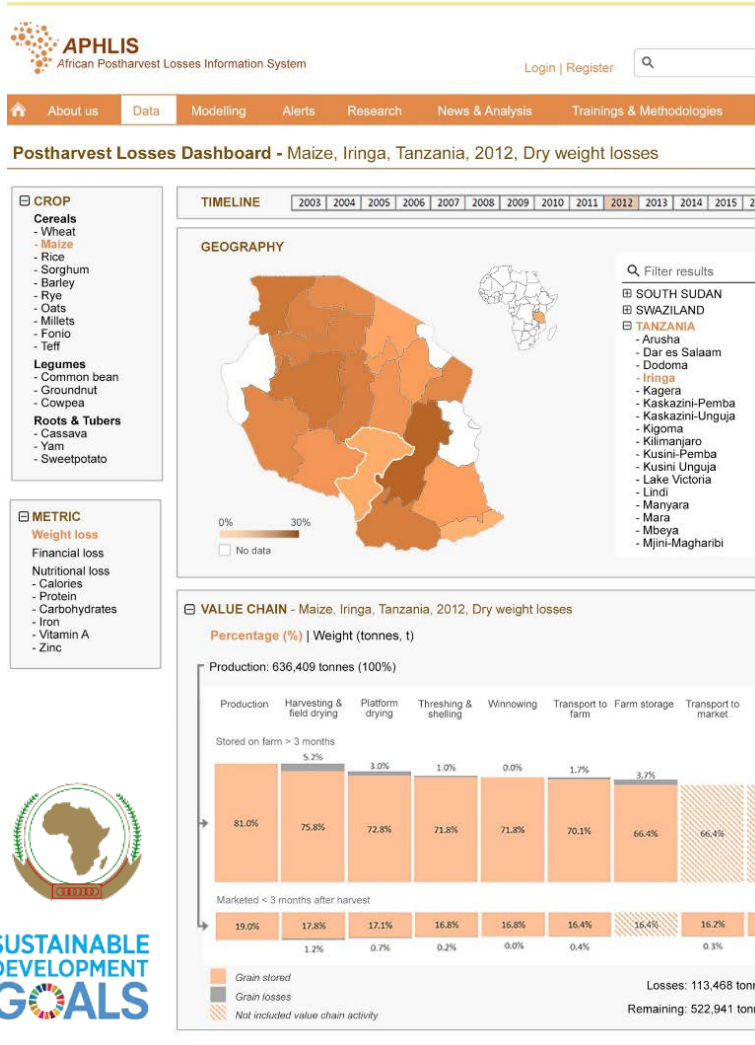 APHLIS
African Postharvest Losses Information System
Login | Register
About us Data Modelling Alerts Research News & Analysis Trainings & Methodologies
Postharvest Losses Dashboard - Maize, Iringa, Tanzania, 2012, Dry weight losses
CROP
Cereals
- Wheat
- Maize
- Rice
- Sorghum
- Barley
- Rye
- Oats
- Millets
- Fonio
- Teff
Legumes
- Common bean
- Groundnut
- Cowpea
Roots & Tubers
- Cassava
- Yam
- Sweetpotato
METRIC
Weight loss
Financial loss
Nutritional loss
- Calories
- Protein
- Carbohydrates
- Iron
- Vitamin A
- Zinc
TIMELINE 2003 2004 2005 2006 2007 2008 2009 2010 2011 2012 2013 2014 2015 2
GEOGRAPHY
0% 30%
No data
Filter results
SOUTH SUDAN
SWAZILAND
TANZANIA
- Arusha
- Dar es Salaam
- Dodoma
- Iringa
- Kagera
- Kaskazini-Pemba
- Kaskazini-Unguja
- Kigoma
- Kilimanjaro
- Kusini-Pemba
- Kusini Unguja
- Lake Victoria
- Lindi
- Manyara
- Mara
- Mbeya
- Mjini-Magharibi
VALUE CHAIN - Maize, Iringa, Tanzania, 2012, Dry weight losses
Percentage (%) | Weight (tonnes, t)
Production: 636,409 tonnes (100%)
Production Harvesting & Platform Threshing & Winnowing Transport to Farm storage Transport to
field drying drying shelling farm market
Stored on farm > 3 months
5.2% 3.0% 1.0% 0.0% 1.7% 3.7%
81.0% 75.8% 72.8% 71.8% 71.8% 70.1% 66.4% 66.4%
Marketed < 3 months after harvest
19.0% 17.8% 17.1% 16.8% 16.8% 16.4% 16.4% 16.2%
1.2% 0.7% 0.2% 0.0% 0.4% 0.3%
Grain stored
Grain losses
Not included value chain activity
Losses: 113,468 tonn
Remaining: 522,941 tonn
SUSTAINABLE
DEVELOPMENT
GOALS